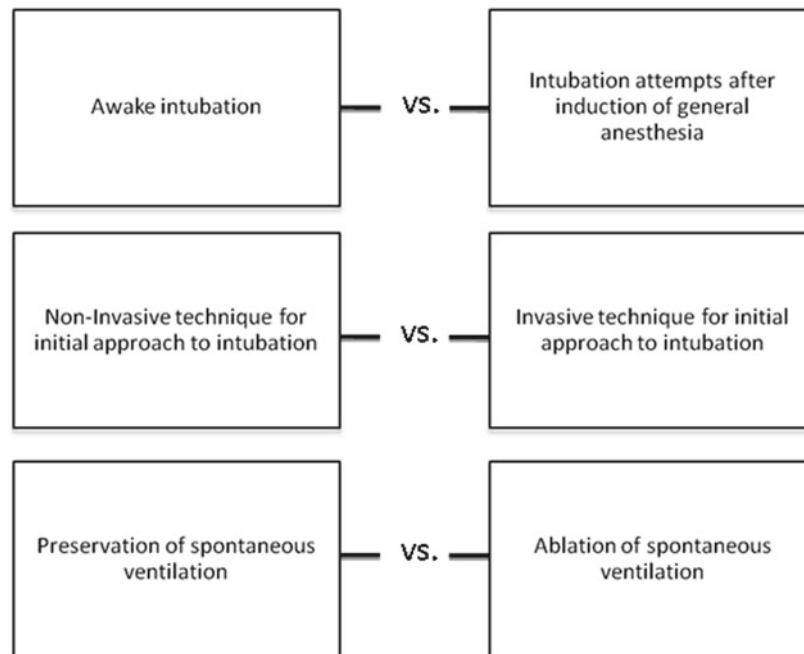 Awake intubation
vs.
Intubation attempts after
induction of general
anesthesia
Non-Invasive technique for
initial approach to intubation
vs.
Invasive technique for initial
approach to intubation
Preservation of spontaneous
ventilation
vs.
Ablation of spontaneous
ventilation